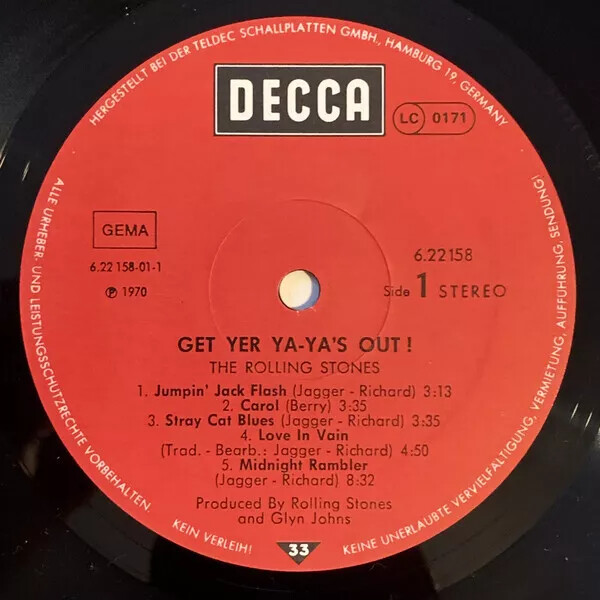 HERGESTELLT BEI DER TELDEC SCHALLPLATTEN GMBH., HAMBURG 19, GERMANY
DECCA
LC 0171
GEMA
6.22 158-01-1
℗ 1970
6.22158
Side 1 STEREO
GET YER YA-YA'S OUT!
THE ROLLING STONES
1. Jumpin' Jack Flash (Jagger - Richard) 3:13
2. Carol (Berry) 3:35
3. Stray Cat Blues (Jagger - Richard) 3:35
4. Love In Vain
(Trad. - Bearb.: Jagger - Richard) 4:50
5. Midnight Rambler
(Jagger - Richard) 8:32
Produced By Rolling Stones
and Glyn Johns
33
ALLE URHEBER- UND LEISTUNGSSCHUTZRECHTE VORBEHALTEN.
KEIN VERLEIH!
KEINE UNERLAUBTE VERVIELFÄLTIGUNG, VERMIETUNG, AUFFÜHRUNG, SENDUNG!